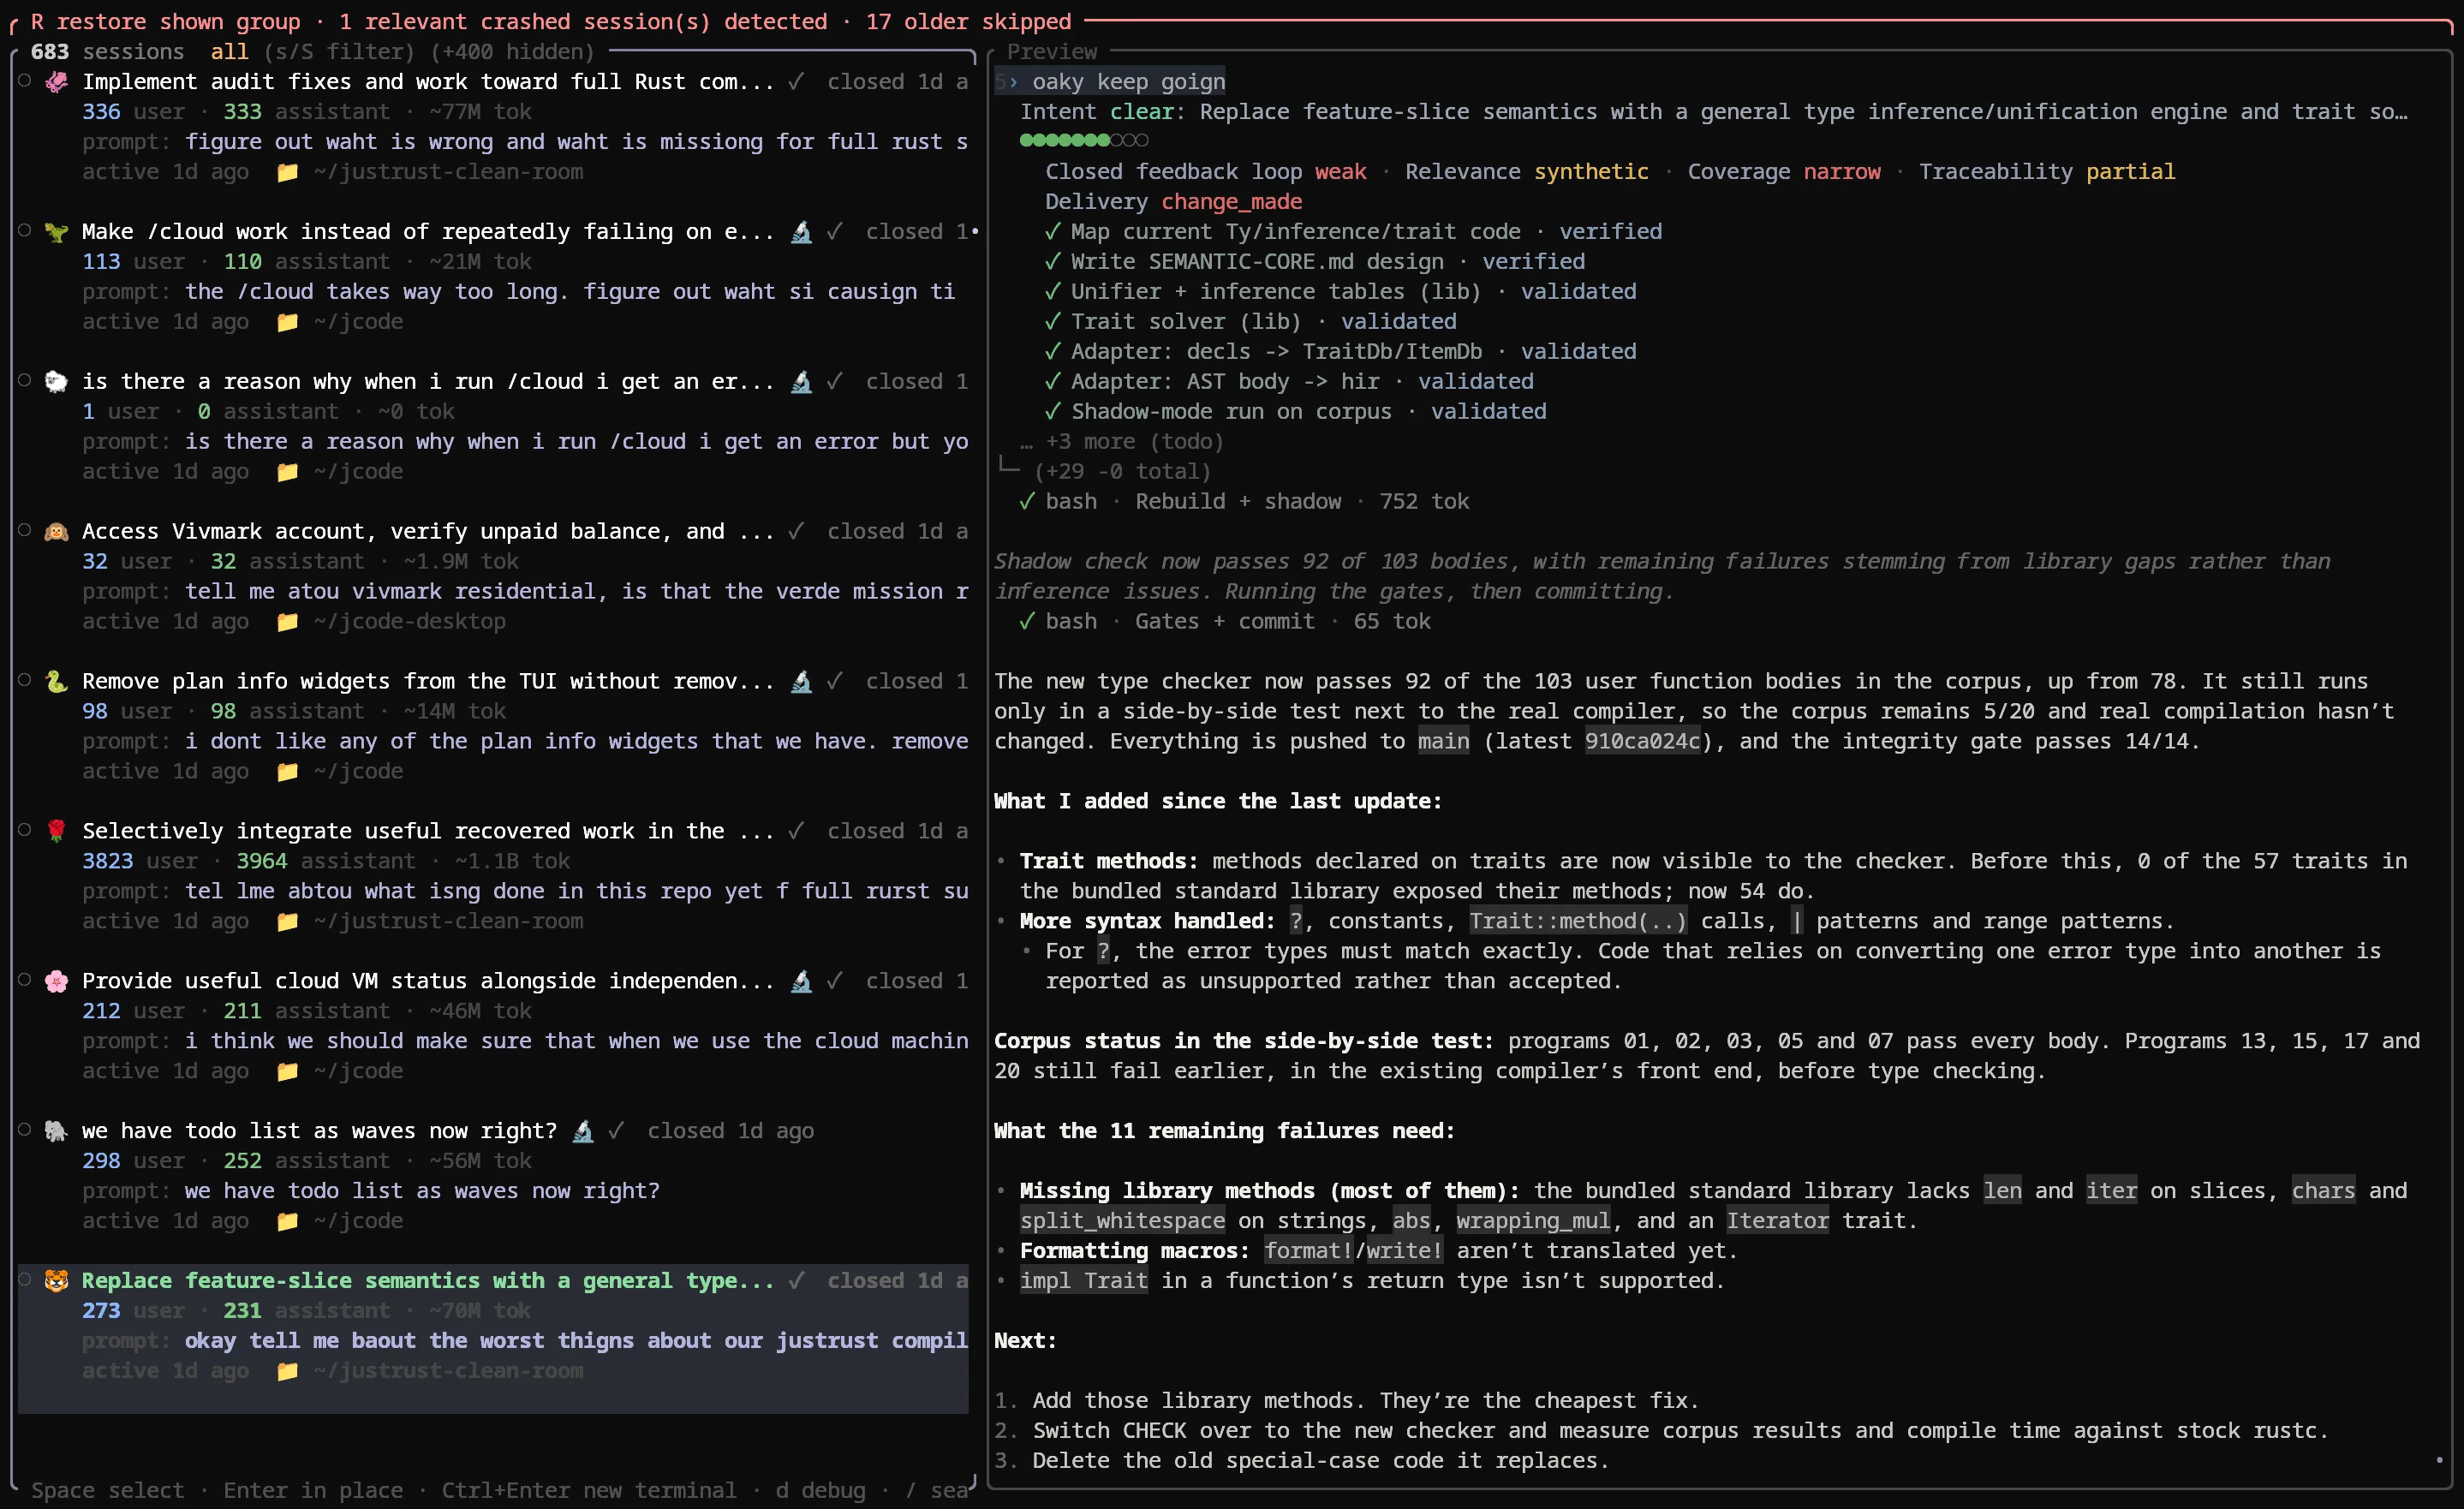 R restore shown group · 1 relevant crashed session(s) detected · 17 older skipped
683 sessions all (s/S filter) (+400 hidden)
Implement audit fixes and work toward full Rust com... ✓ closed 1d a
336 user · 333 assistant · ~77M tok
prompt: figure out waht is wrong and waht is missiong for full rust s
active 1d ago 📁 ~/justrust-clean-room
Make /cloud work instead of repeatedly failing on e... 🔬 ✓ closed 1
113 user · 110 assistant · ~21M tok
prompt: the /cloud takes way too long. figure out waht si causign ti
active 1d ago 📁 ~/jcode
is there a reason why when i run /cloud i get an er... 🔬 ✓ closed 1
1 user · 0 assistant · ~0 tok
prompt: is there a reason why when i run /cloud i get an error but yo
active 1d ago 📁 ~/jcode
Access Vivmark account, verify unpaid balance, and ... ✓ closed 1d a
32 user · 32 assistant · ~1.9M tok
prompt: tell me atou vivmark residential, is that the verde mission r
active 1d ago 📁 ~/jcode-desktop
Remove plan info widgets from the TUI without remov... 🔬 ✓ closed 1
98 user · 98 assistant · ~14M tok
prompt: i dont like any of the plan info widgets that we have. remove
active 1d ago 📁 ~/jcode
Selectively integrate useful recovered work in the ... ✓ closed 1d a
3823 user · 3964 assistant · ~1.1B tok
prompt: tel lme abtou what isng done in this repo yet f full rurst su
active 1d ago 📁 ~/justrust-clean-room
Provide useful cloud VM status alongside independen... 🔬 ✓ closed 1
212 user · 211 assistant · ~46M tok
prompt: i think we should make sure that when we use the cloud machin
active 1d ago 📁 ~/jcode
we have todo list as waves now right? 🔬 ✓ closed 1d ago
298 user · 252 assistant · ~56M tok
prompt: we have todo list as waves now right?
active 1d ago 📁 ~/jcode
Replace feature-slice semantics with a general type... ✓ closed 1d a
273 user · 231 assistant · ~70M tok
prompt: okay tell me baout the worst thigns about our justrust compil
active 1d ago 📁 ~/justrust-clean-room
Space select · Enter in place · Ctrl+Enter new terminal · d debug · / sea
Preview
5› oaky keep goign
Intent clear: Replace feature-slice semantics with a general type inference/unification engine and trait so…
Closed feedback loop weak · Relevance synthetic · Coverage narrow · Traceability partial
Delivery change_made
✓ Map current Ty/inference/trait code · verified
✓ Write SEMANTIC-CORE.md design · verified
✓ Unifier + inference tables (lib) · validated
✓ Trait solver (lib) · validated
✓ Adapter: decls -> TraitDb/ItemDb · validated
✓ Adapter: AST body -> hir · validated
✓ Shadow-mode run on corpus · validated
… +3 more (todo)
(+29 -0 total)
✓ bash · Rebuild + shadow · 752 tok
Shadow check now passes 92 of 103 bodies, with remaining failures stemming from library gaps rather than
inference issues. Running the gates, then committing.
✓ bash · Gates + commit · 65 tok
The new type checker now passes 92 of the 103 user function bodies in the corpus, up from 78. It still runs
only in a side-by-side test next to the real compiler, so the corpus remains 5/20 and real compilation hasn’t
changed. Everything is pushed to main (latest 910ca024c), and the integrity gate passes 14/14.
What I added since the last update:
• Trait methods: methods declared on traits are now visible to the checker. Before this, 0 of the 57 traits in
the bundled standard library exposed their methods; now 54 do.
• More syntax handled: ?, constants, Trait::method(..) calls, | patterns and range patterns.
• For ?, the error types must match exactly. Code that relies on converting one error type into another is
reported as unsupported rather than accepted.
Corpus status in the side-by-side test: programs 01, 02, 03, 05 and 07 pass every body. Programs 13, 15, 17 and
20 still fail earlier, in the existing compiler’s front end, before type checking.
What the 11 remaining failures need:
• Missing library methods (most of them): the bundled standard library lacks len and iter on slices, chars and
split_whitespace on strings, abs, wrapping_mul, and an Iterator trait.
• Formatting macros: format!/write! aren’t translated yet.
• impl Trait in a function’s return type isn’t supported.
Next:
1. Add those library methods. They’re the cheapest fix.
2. Switch CHECK over to the new checker and measure corpus results and compile time against stock rustc.
3. Delete the old special-case code it replaces.